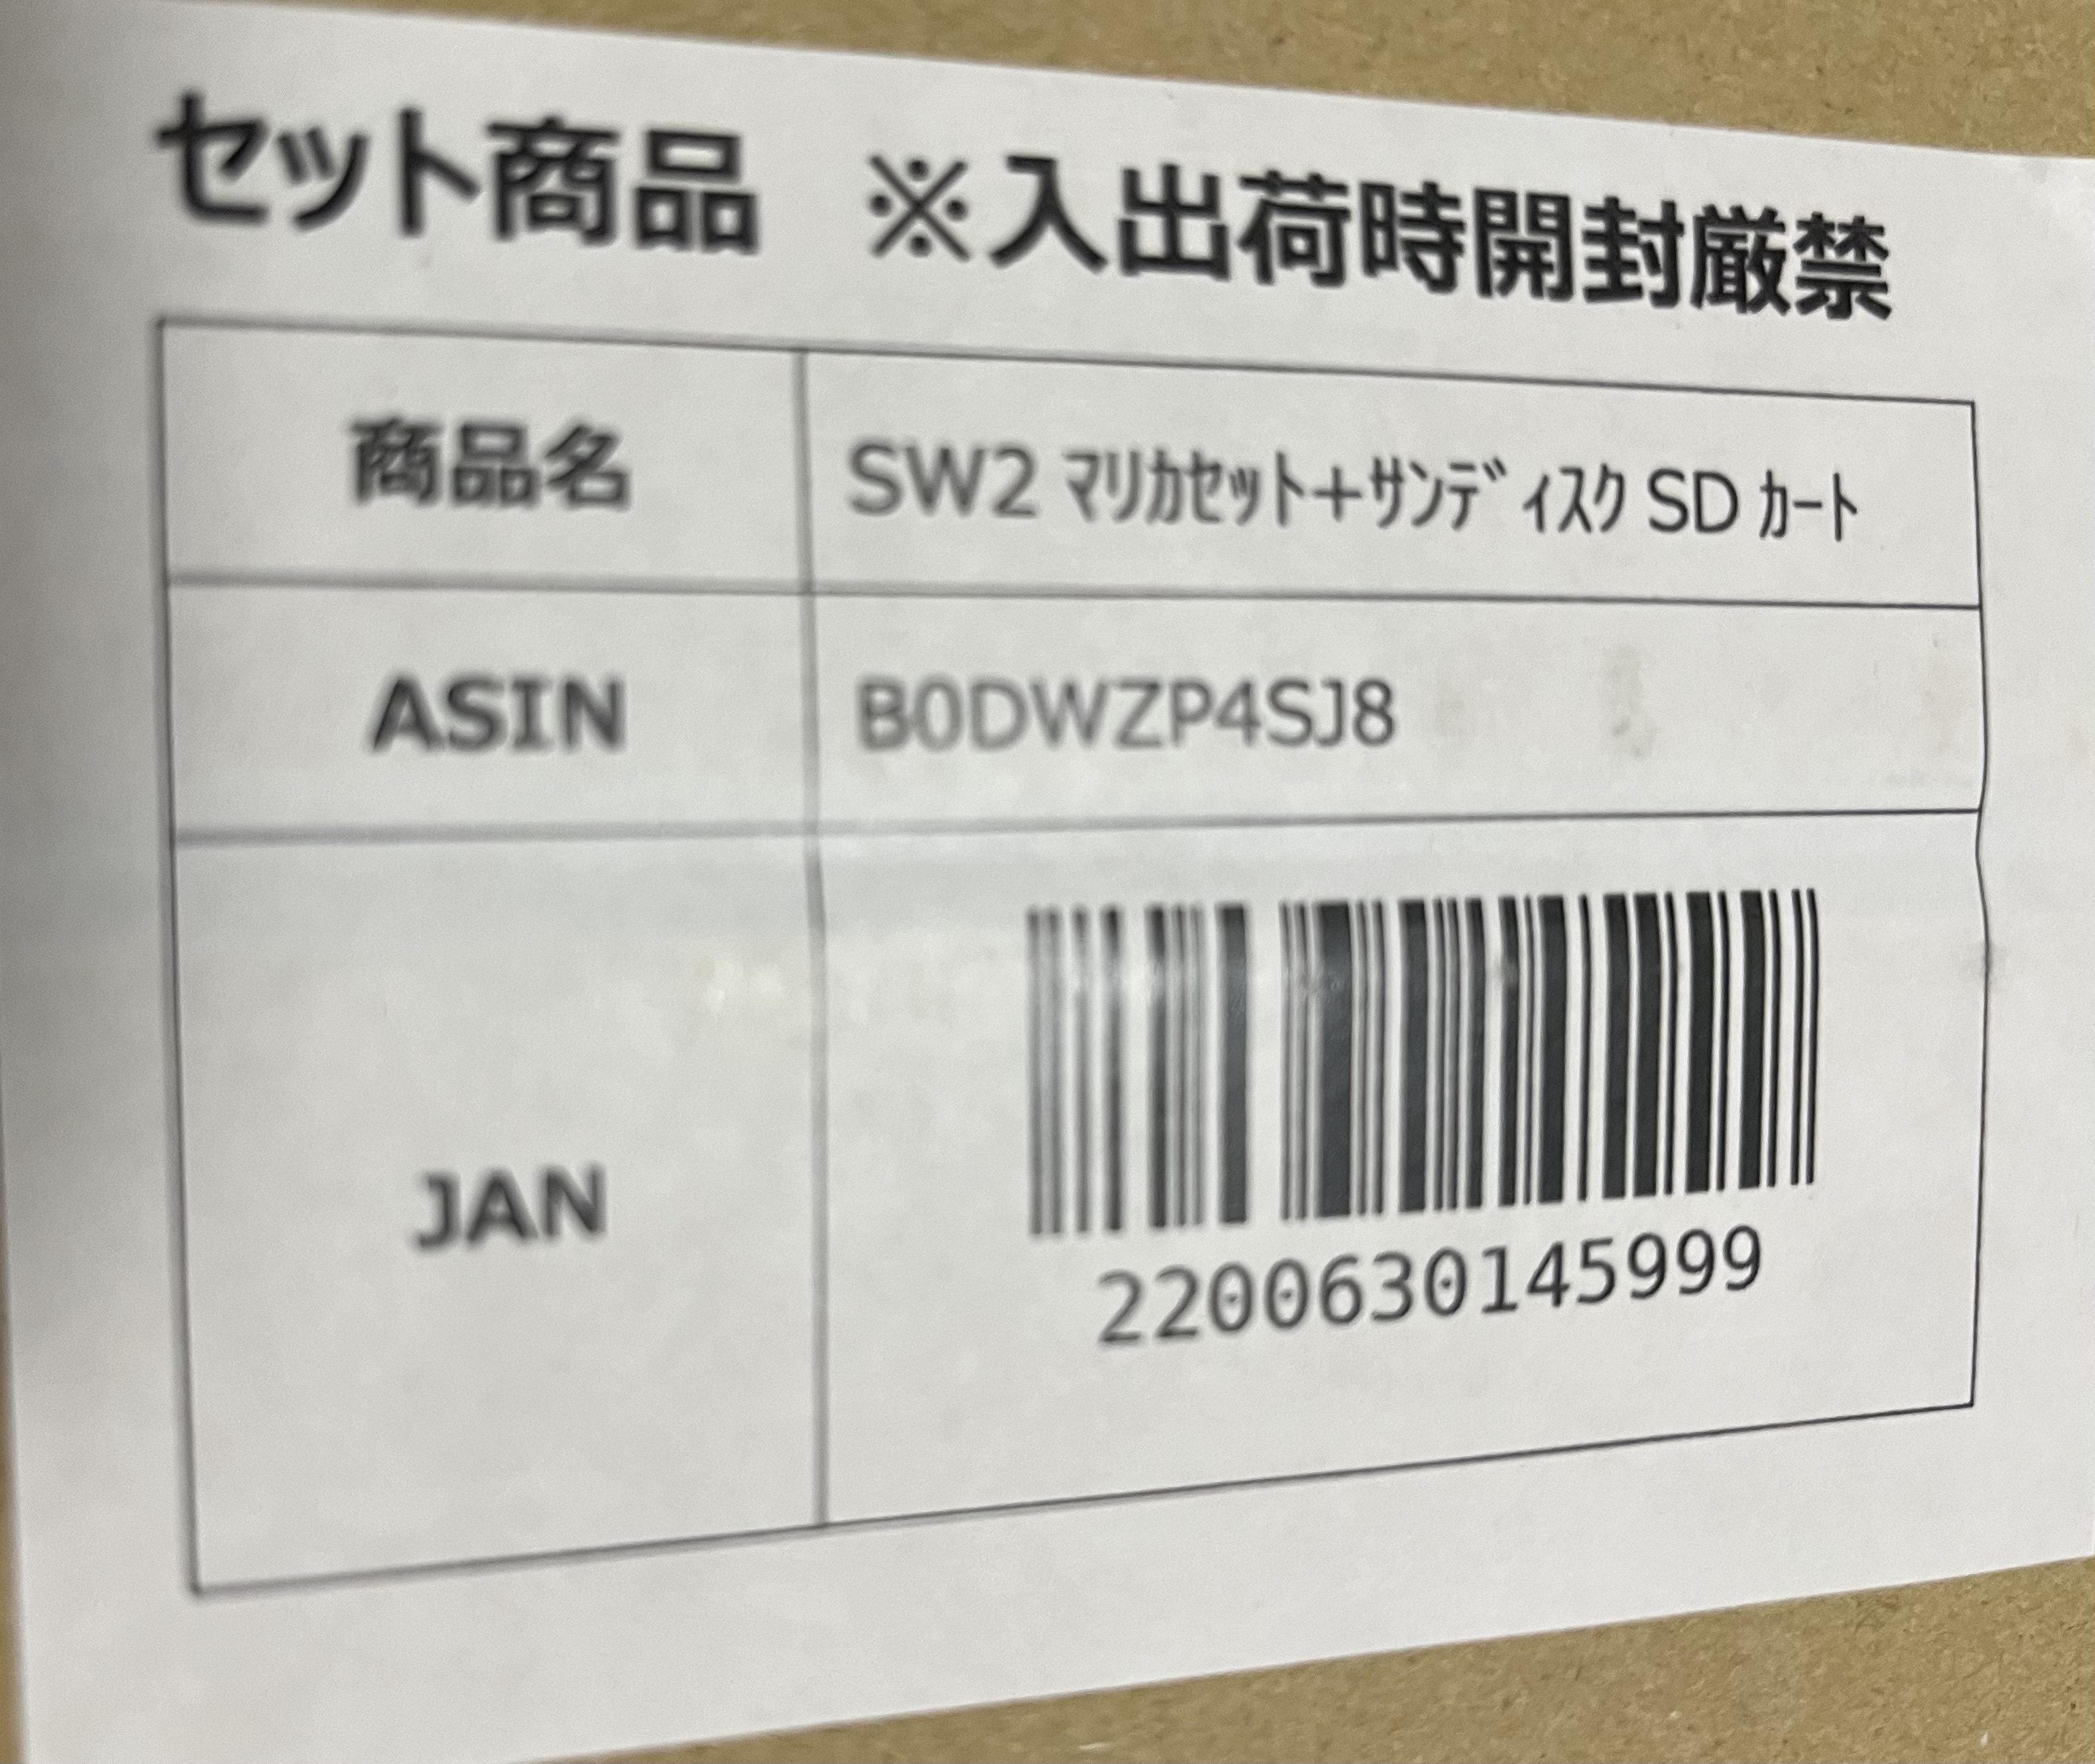 セット商品 ※入出荷時開封厳禁
商品名 SW2 ﾏﾘｶｾｯﾄ+ｻﾝﾃﾞｨｽｸ SD ｶｰﾄ
ASIN B0DWZP4SJ8
JAN 2200630145999